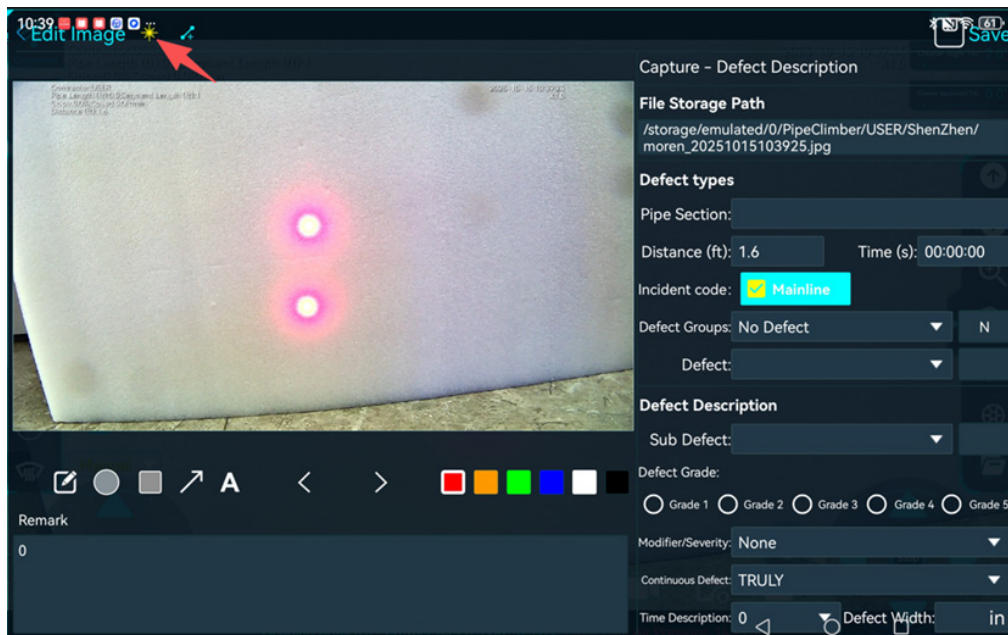 10:39
61
Edit Image
Save
Capture - Defect Description
File Storage Path
/storage/emulated/0/PipeClimber/USER/ShenZhen/
moren_20251015103925.jpg
Defect types
Pipe Section:
Distance (ft): 1.6 Time (s): 00:00:00
Incident code: Mainline
Defect Groups: No Defect N
Defect:
Defect Description
Sub Defect:
Defect Grade:
Grade 1 Grade 2 Grade 3 Grade 4 Grade 5
Modifier/Severity: None
Continuous Defect: TRULY
Time Description: 0 Defect Width: in
A
Remark
0